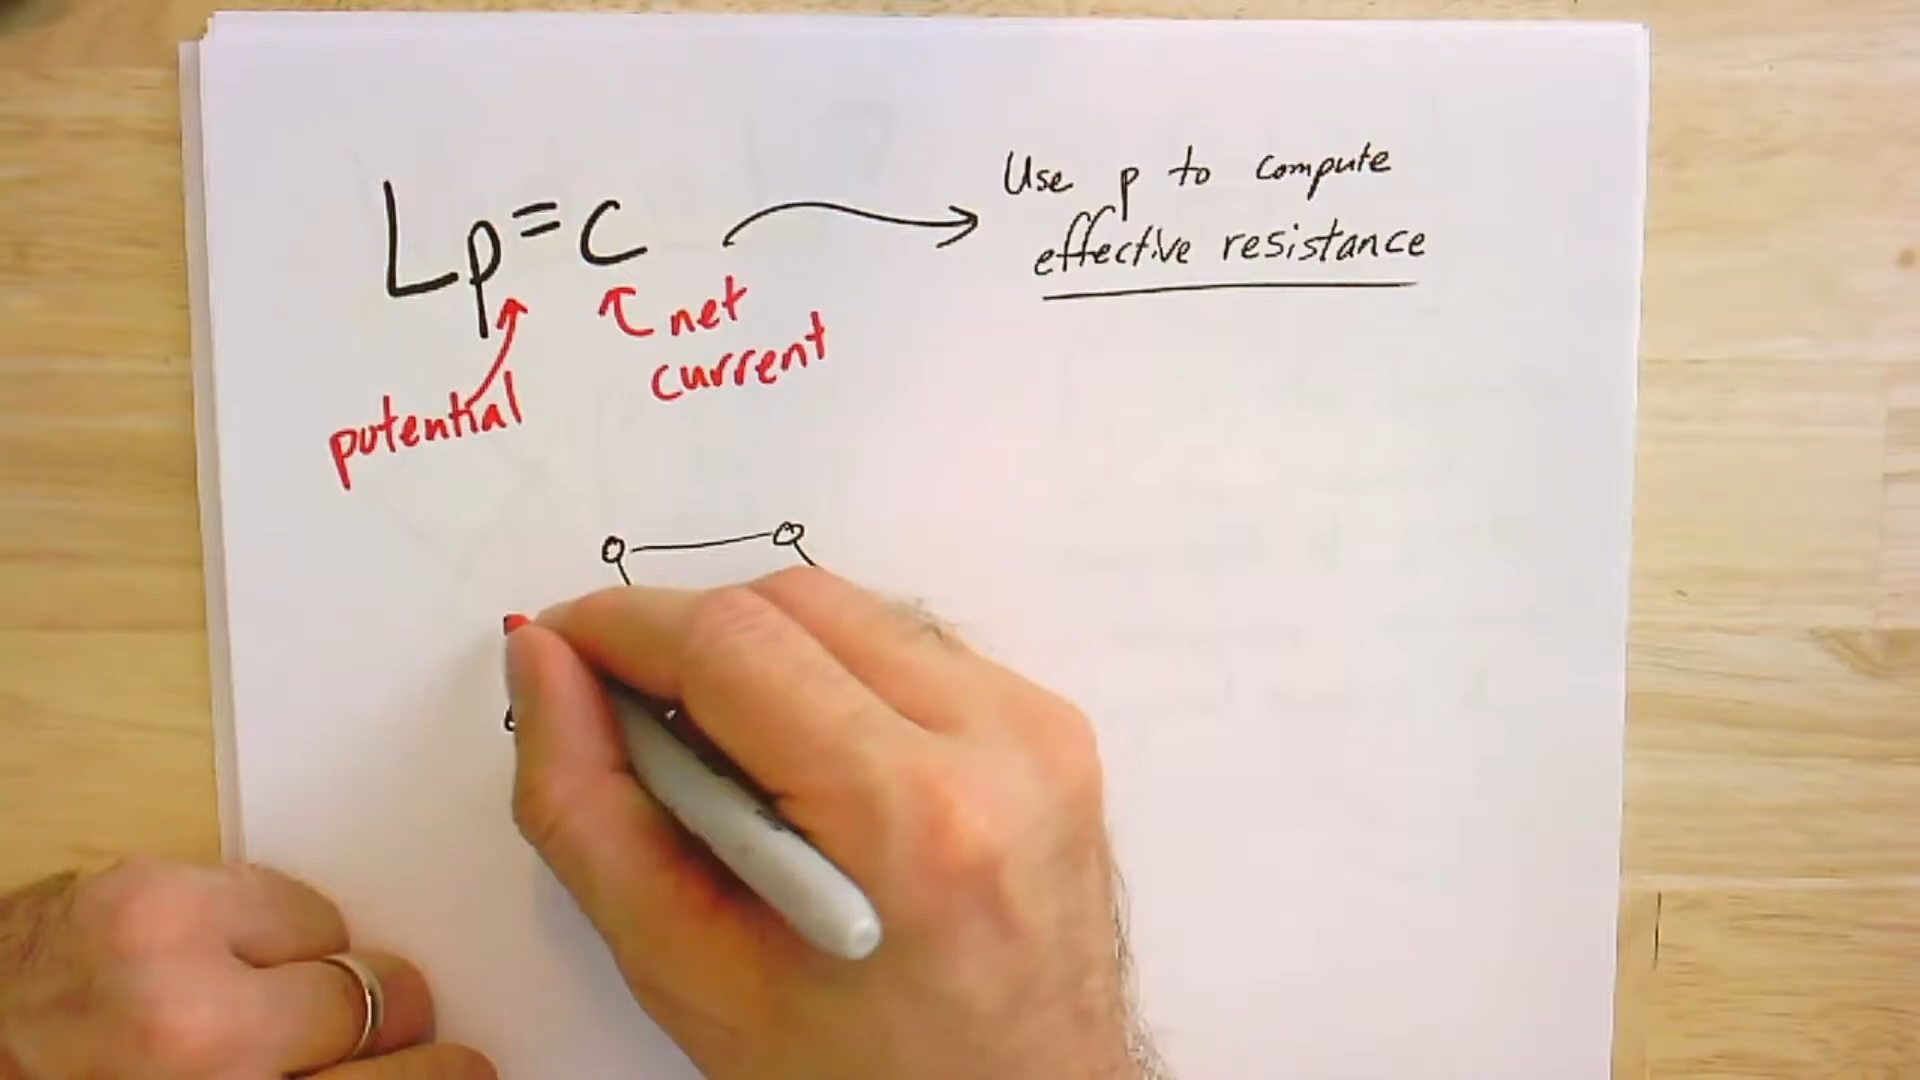 Lp=c
Use p to compute
effective resistance
net
current
potential